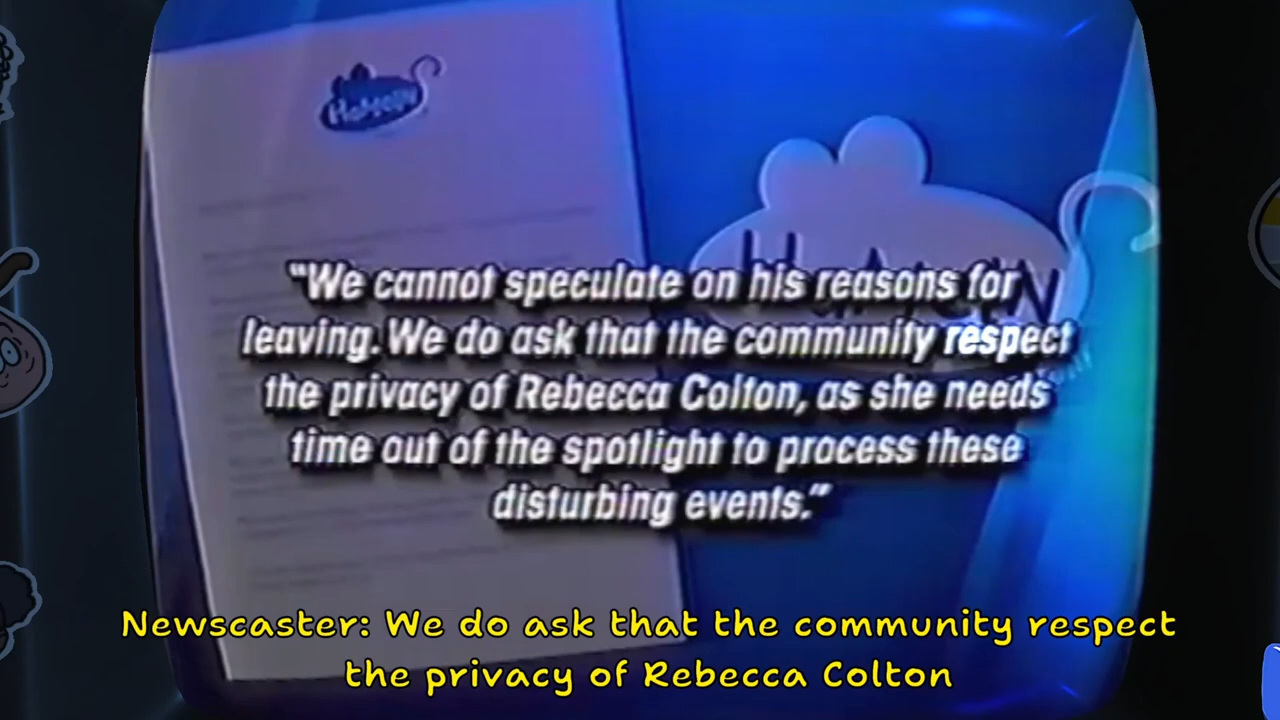 Hameln
HaMeLN
“We cannot speculate on his reasons for
leaving. We do ask that the community respect
the privacy of Rebecca Colton, as she needs
time out of the spotlight to process these
disturbing events.”
Newscaster: We do ask that the community respect
the privacy of Rebecca Colton